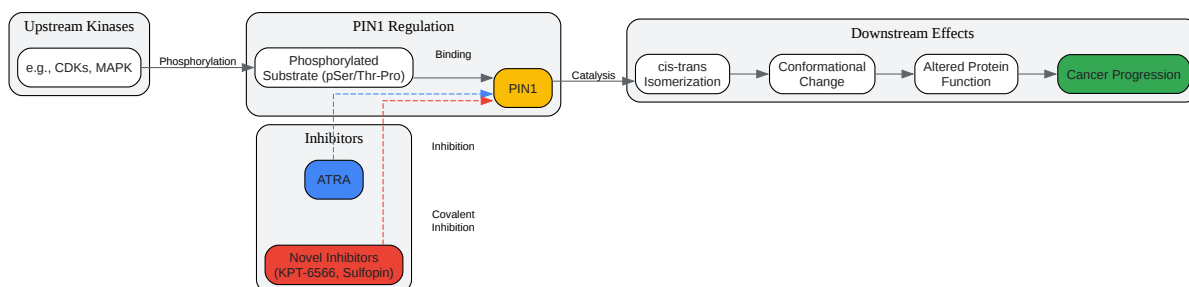 Upstream Kinases
e.g., CDKs, MAPK
Phosphorylation
PIN1 Regulation
Phosphorylated
Substrate (pSer/Thr-Pro)
Binding
PIN1
Catalysis
Downstream Effects
cis-trans
Isomerization
Conformational
Change
Altered Protein
Function
Cancer Progression
Inhibitors
Inhibition
ATRA
Covalent
Inhibition
Novel Inhibitors
(KPT-6566, Sulfopin)